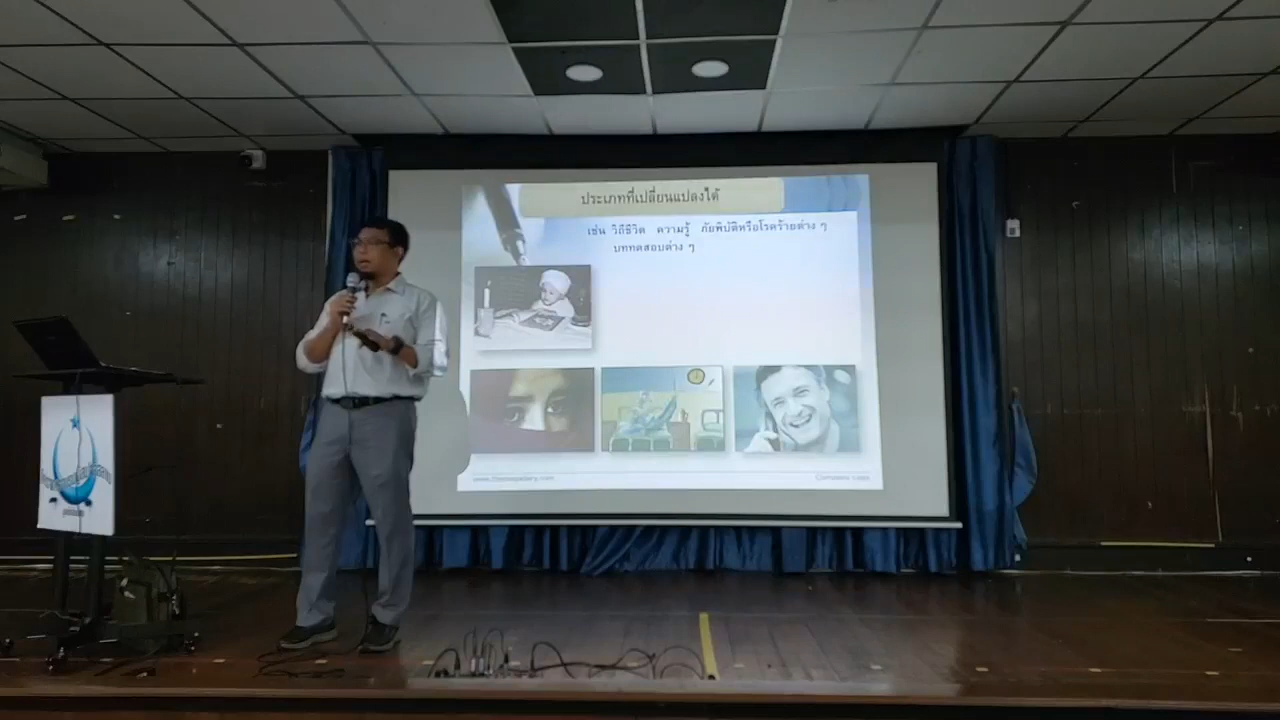 ประเภทที่เปลี่ยนแปลงได้
เช่น วิถีชีวิต ความรู้ ภัยพิบัติหรือโรคร้ายต่าง ๆ
บททดสอบต่าง ๆ